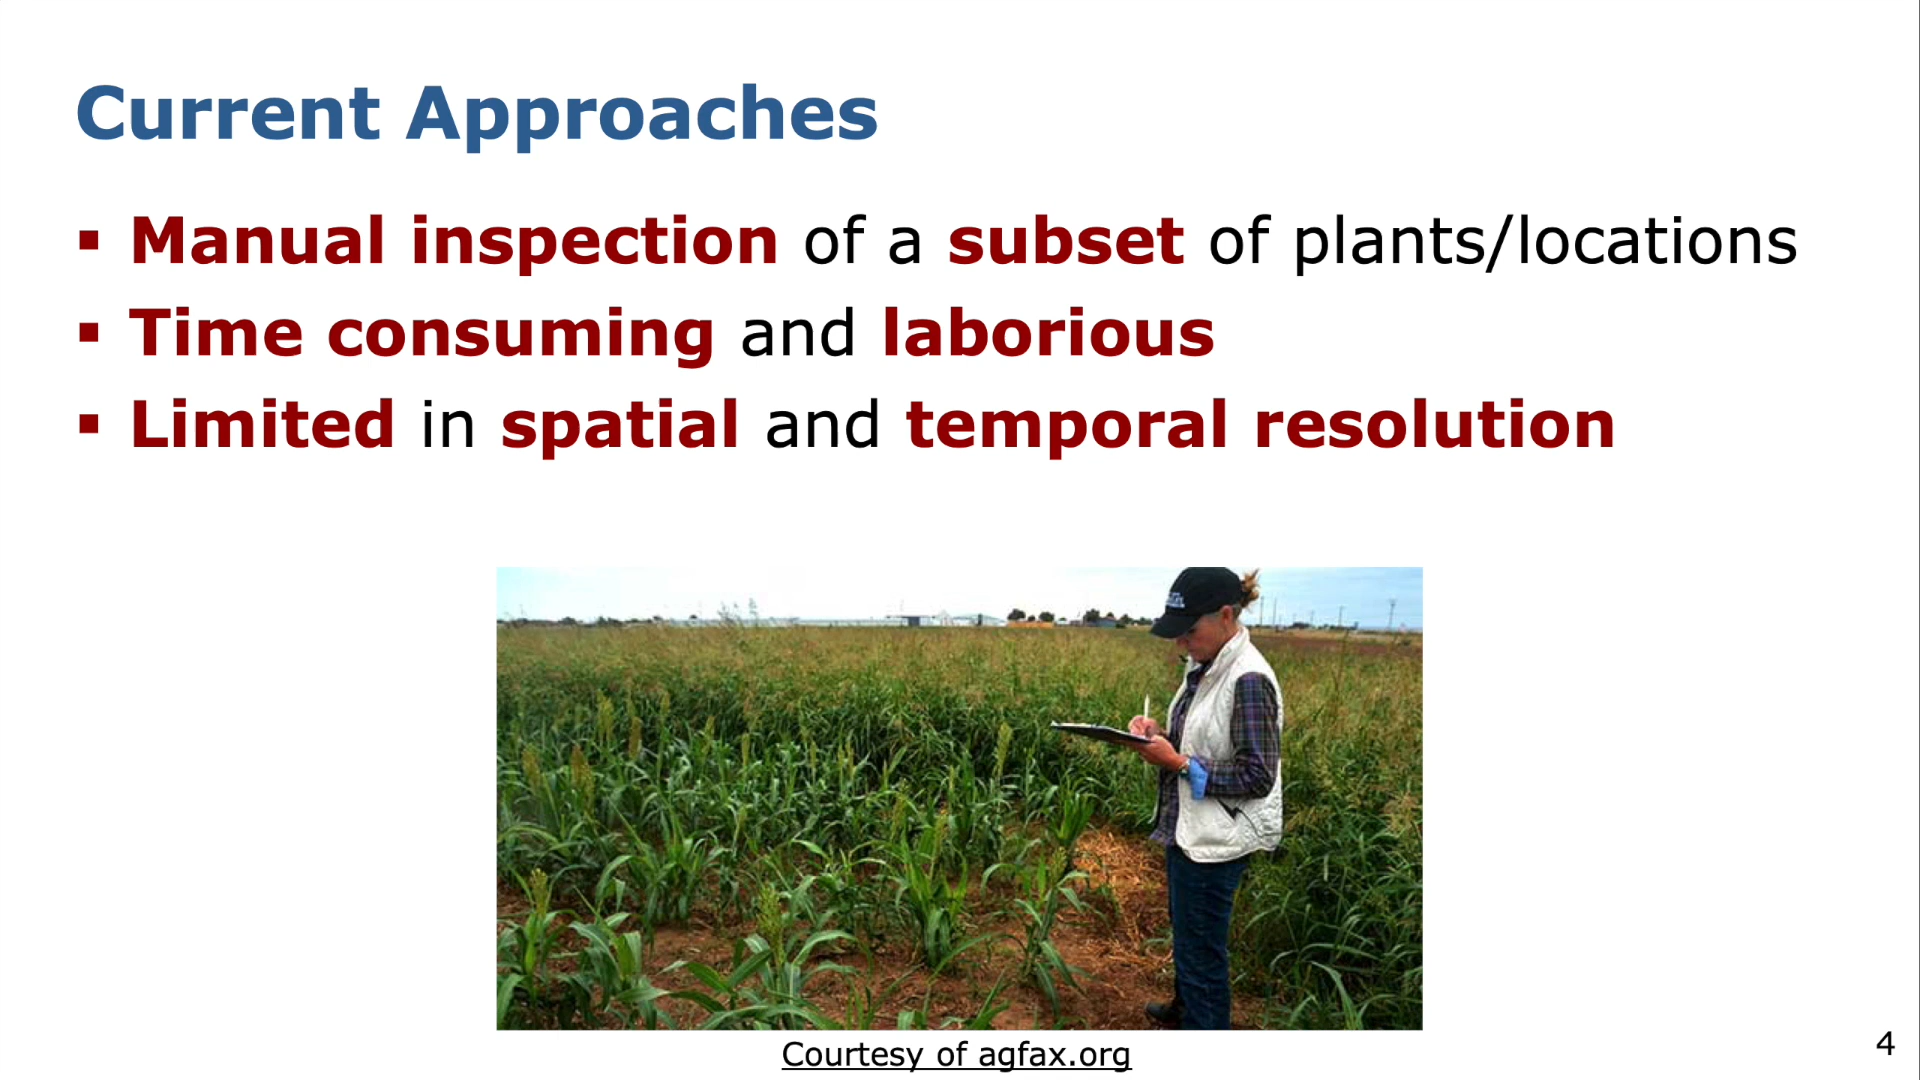 Current Approaches
▪ Manual inspection of a subset of plants/locations
▪ Time consuming and laborious
▪ Limited in spatial and temporal resolution
Courtesy of agfax.org
4